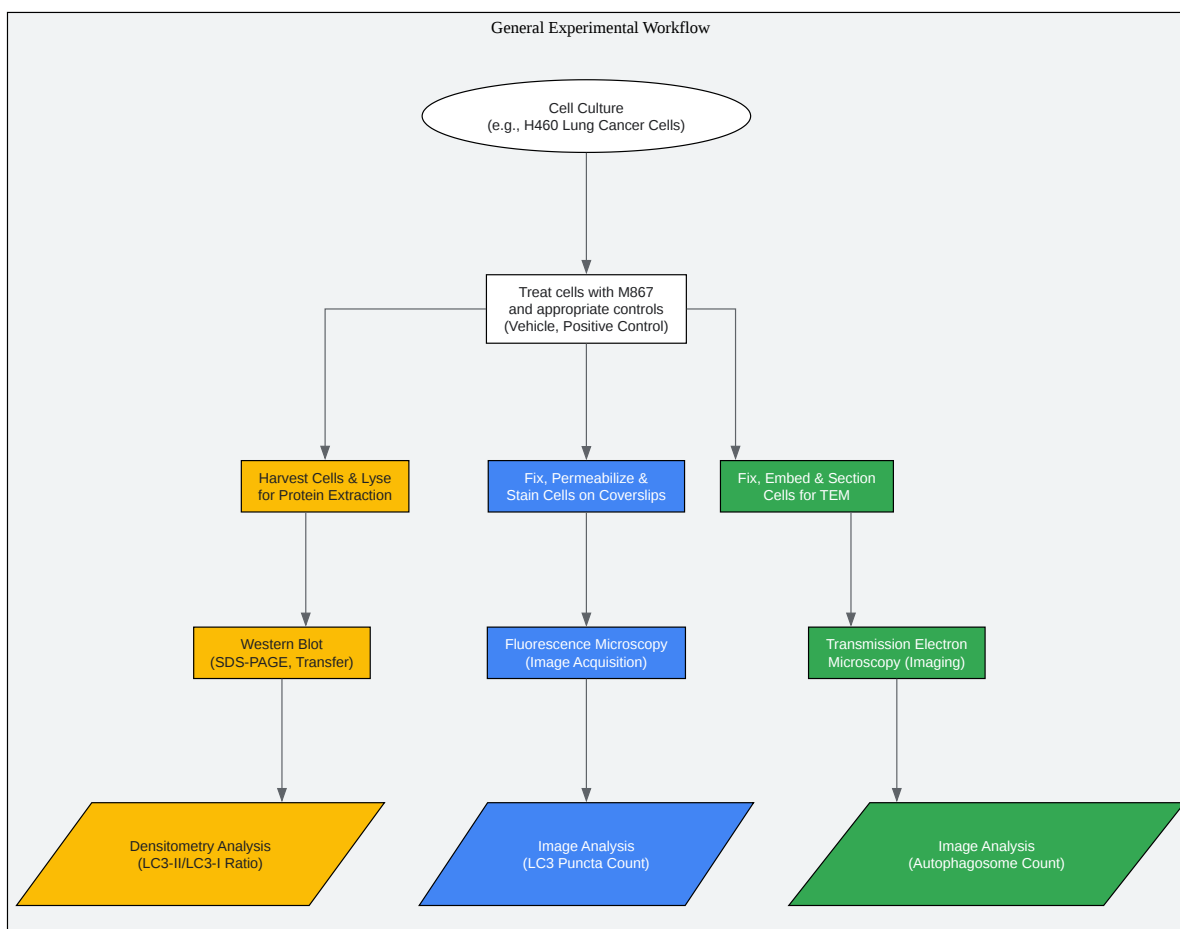 General Experimental Workflow
Cell Culture
(e.g., H460 Lung Cancer Cells)
Treat cells with M867
and appropriate controls
(Vehicle, Positive Control)
Harvest Cells & Lyse
for Protein Extraction
Fix, Permeabilize &
Stain Cells on Coverslips
Fix, Embed & Section
Cells for TEM
Western Blot
(SDS-PAGE, Transfer)
Fluorescence Microscopy
(Image Acquisition)
Transmission Electron
Microscopy (Imaging)
Densitometry Analysis
(LC3-II/LC3-I Ratio)
Image Analysis
(LC3 Puncta Count)
Image Analysis
(Autophagosome Count)